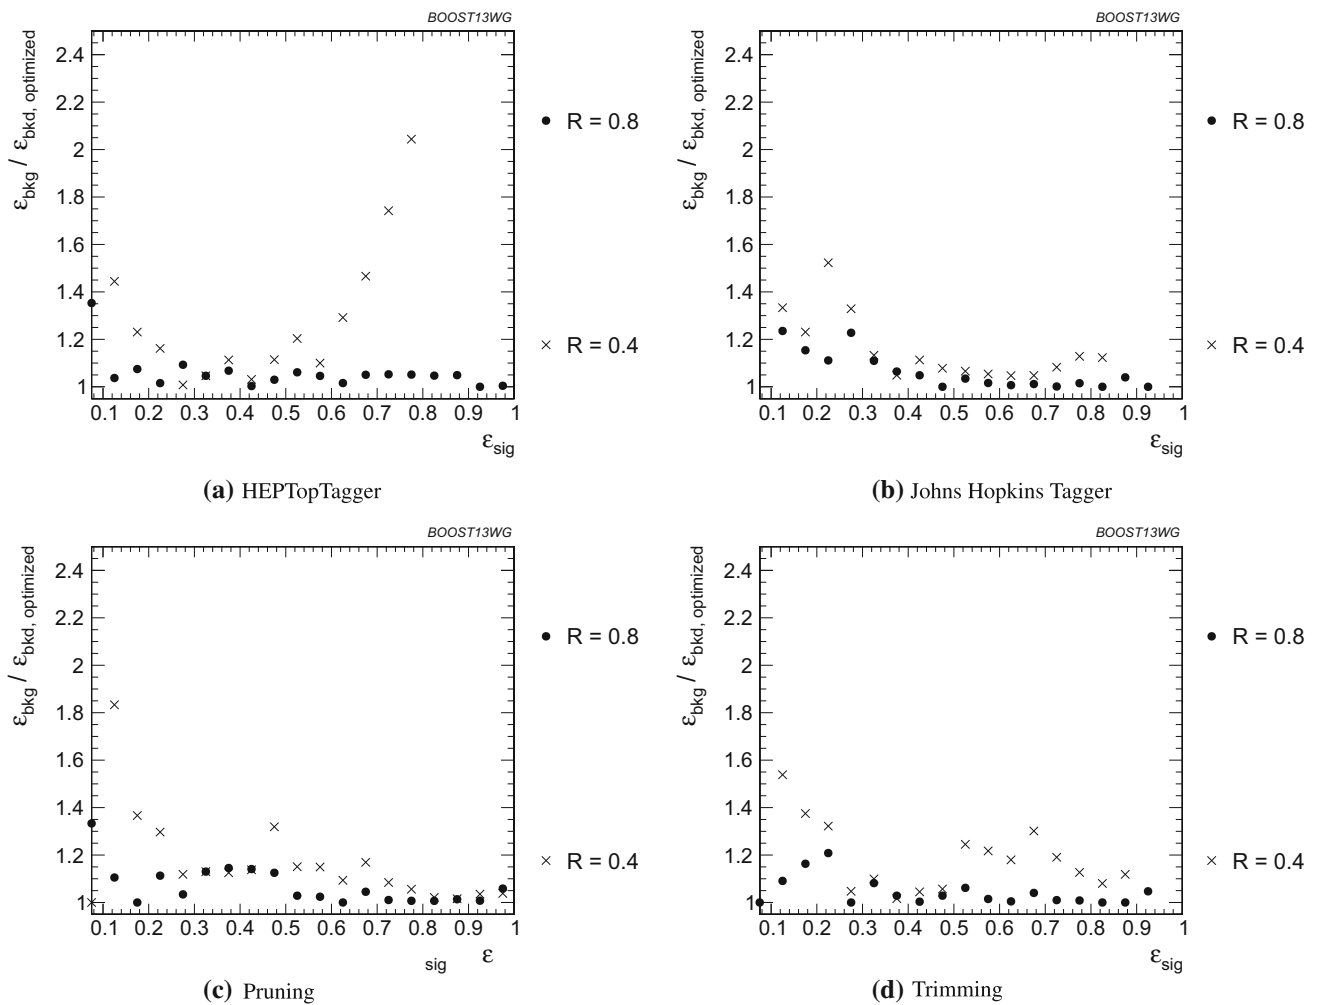 BOOST13WG
ε_bkg / ε_bkd, optimized
2.4
2.2
2
1.8
1.6
1.4
1.2
1
0.1 0.2 0.3 0.4 0.5 0.6 0.7 0.8 0.9 1
ε_sig
R = 0.8
R = 0.4
(a) HEPTopTagger
BOOST13WG
ε_bkg / ε_bkd, optimized
2.4
2.2
2
1.8
1.6
1.4
1.2
1
0.1 0.2 0.3 0.4 0.5 0.6 0.7 0.8 0.9 1
ε_sig
R = 0.8
R = 0.4
(b) Johns Hopkins Tagger
BOOST13WG
ε_bkg / ε_bkd, optimized
2.4
2.2
2
1.8
1.6
1.4
1.2
1
0.1 0.2 0.3 0.4 0.5 0.6 0.7 0.8 0.9 1
sig ε
R = 0.8
R = 0.4
(c) Pruning
BOOST13WG
ε_bkg / ε_bkd, optimized
2.4
2.2
2
1.8
1.6
1.4
1.2
1
0.1 0.2 0.3 0.4 0.5 0.6 0.7 0.8 0.9 1
ε_sig
R = 0.8
R = 0.4
(d) Trimming